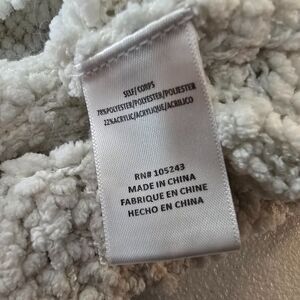 SELF/ CORPS
78%POLYESTER/POLYESTER/POLIESTER
22%ACRYLIC/ACRYLIQUE/ACRILICO
RN# 105243
MADE IN CHINA
FABRIQUE EN CHINE
HECHO EN CHINA